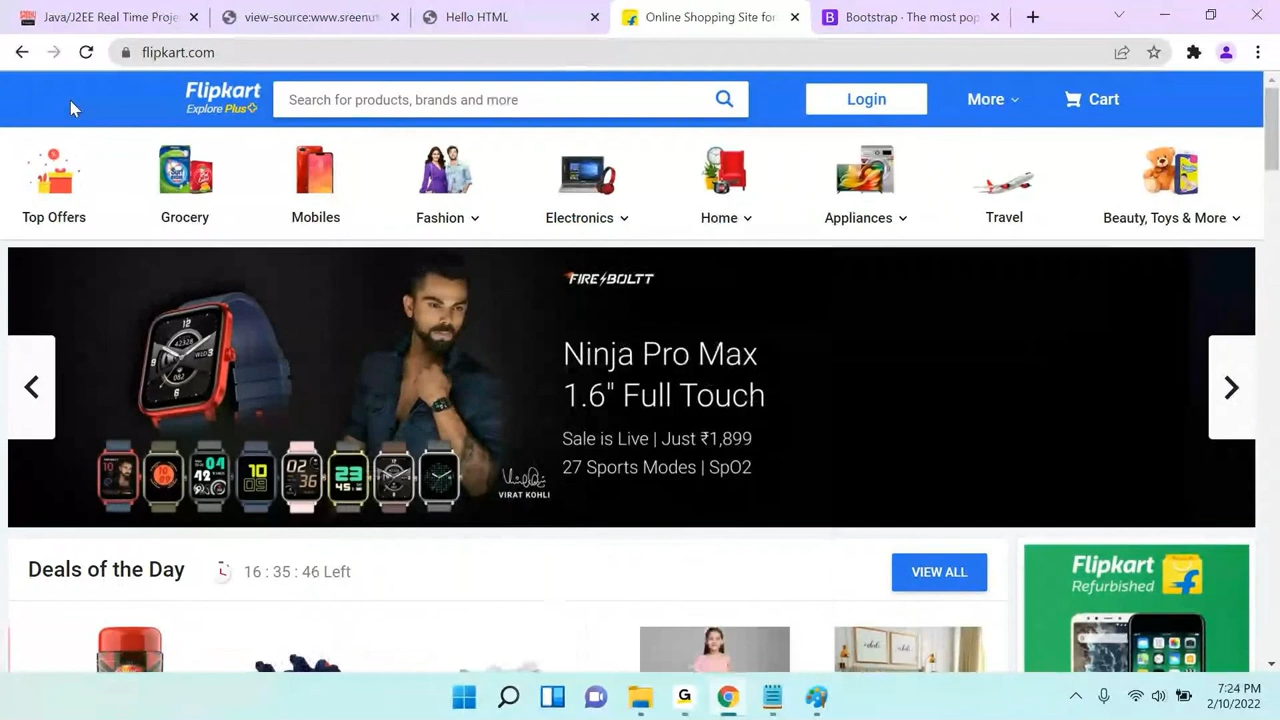 Java/J2EE Real Time Proje
view-source:www.sreenut
Hello HTML
Online Shopping Site for
Bootstrap · The most pop
flipkart.com
Flipkart
Explore Plus
Search for products, brands and more
Login
More
Cart
Top Offers
Grocery
Mobiles
Fashion
Electronics
Home
Appliances
Travel
Beauty, Toys & More
FIRE BOLTT
Ninja Pro Max
1.6" Full Touch
Sale is Live | Just ₹1,899
27 Sports Modes | SpO2
VIRAT KOHLI
Deals of the Day
16 : 35 : 46 Left
VIEW ALL
Flipkart
Refurbished
7:24 PM
2/10/2022